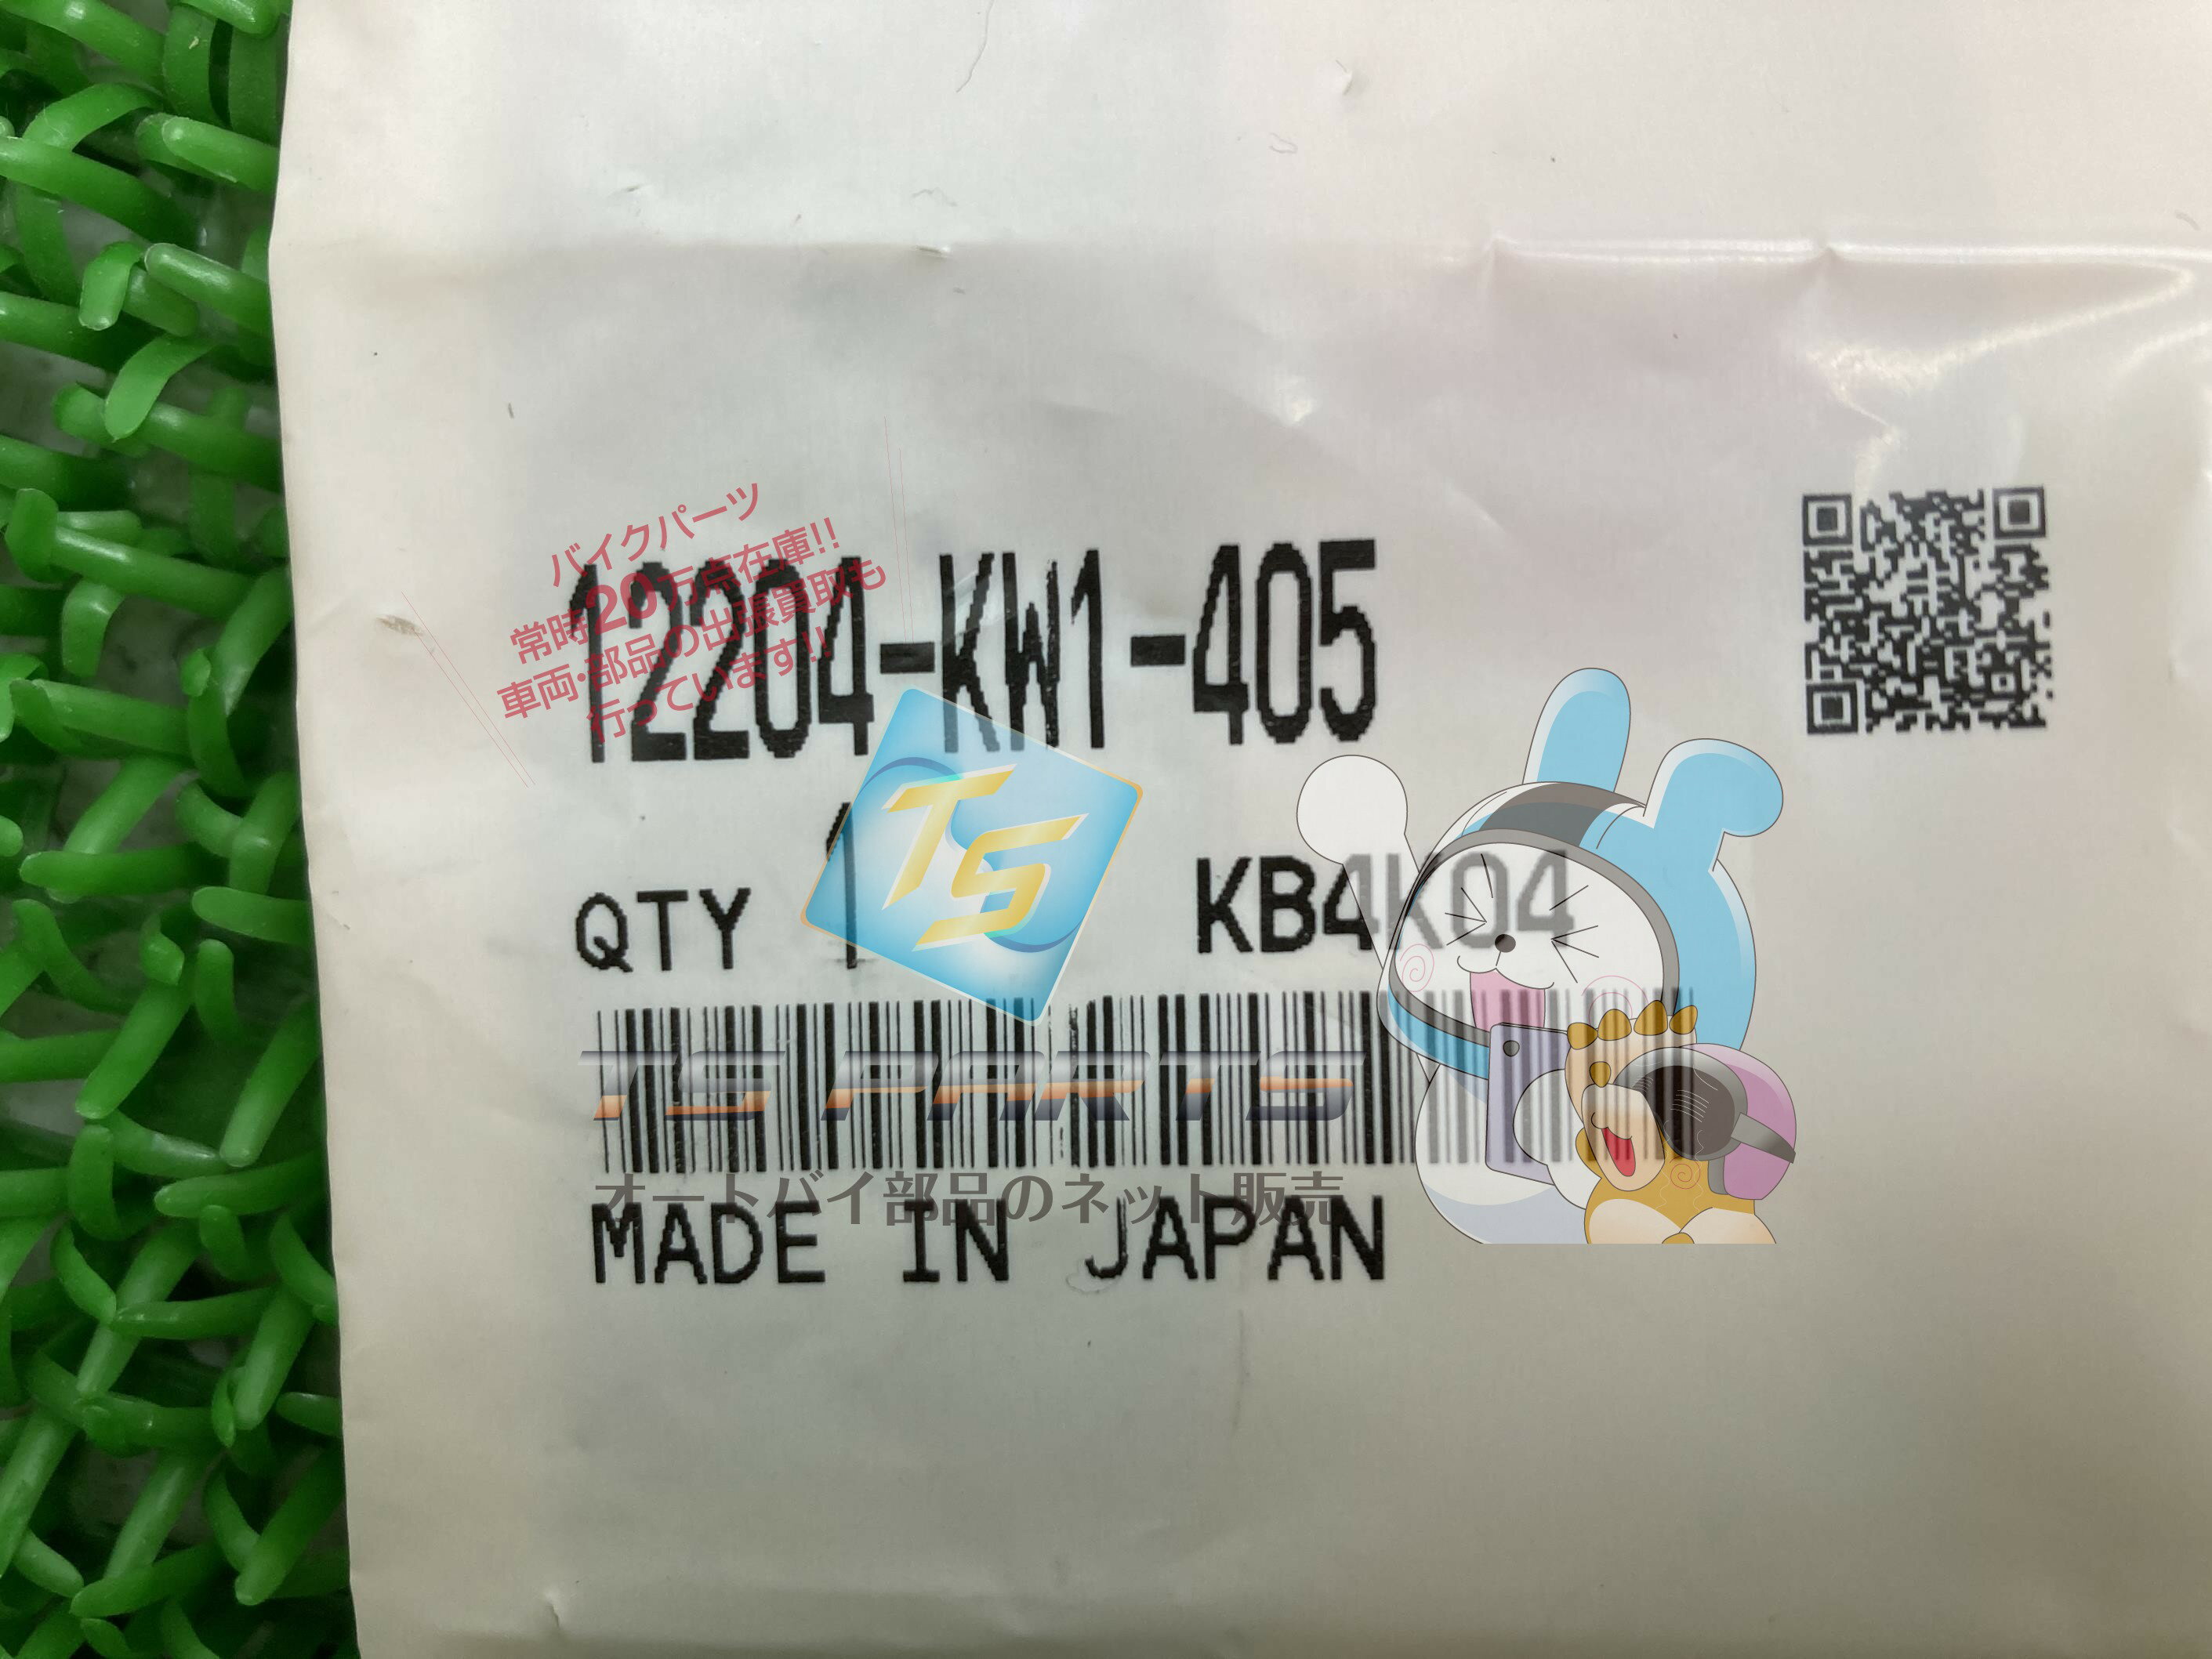 バイクパーツ
常時20万点在庫!!
車両・部品の出張買取も
行っています!!
12204-KW1-405
TS
QTY 1 KB4K04
TS PARTS
オートバイ部品のネット販売
MADE IN JAPAN